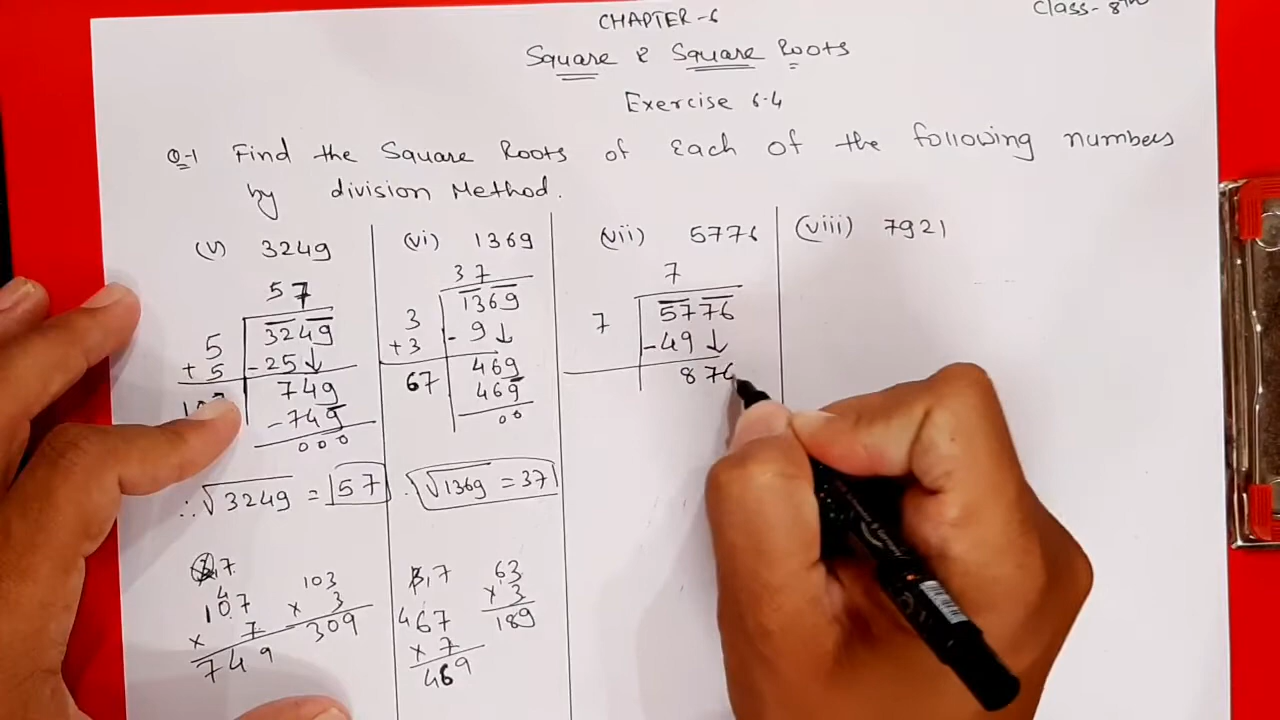 CHAPTER-6
Class-8th
Square & Square Roots
Exercise 6.4
Q-1 Find the Square Roots of Each of the following numbers
by division Method.
(v) 3249
57
5 3249
+5 -25↓
749
-749
000
∴√3249 = 57
7
107
× 7
749
103
× 3
309
(vi) 1369
37
3 1369
+3 -9↓
67 469
469
00
√1369 = 37
3,7
467
×7
469
63
×3
189
(vii) 5776
7
7 5776
-49↓
876
(viii) 7921